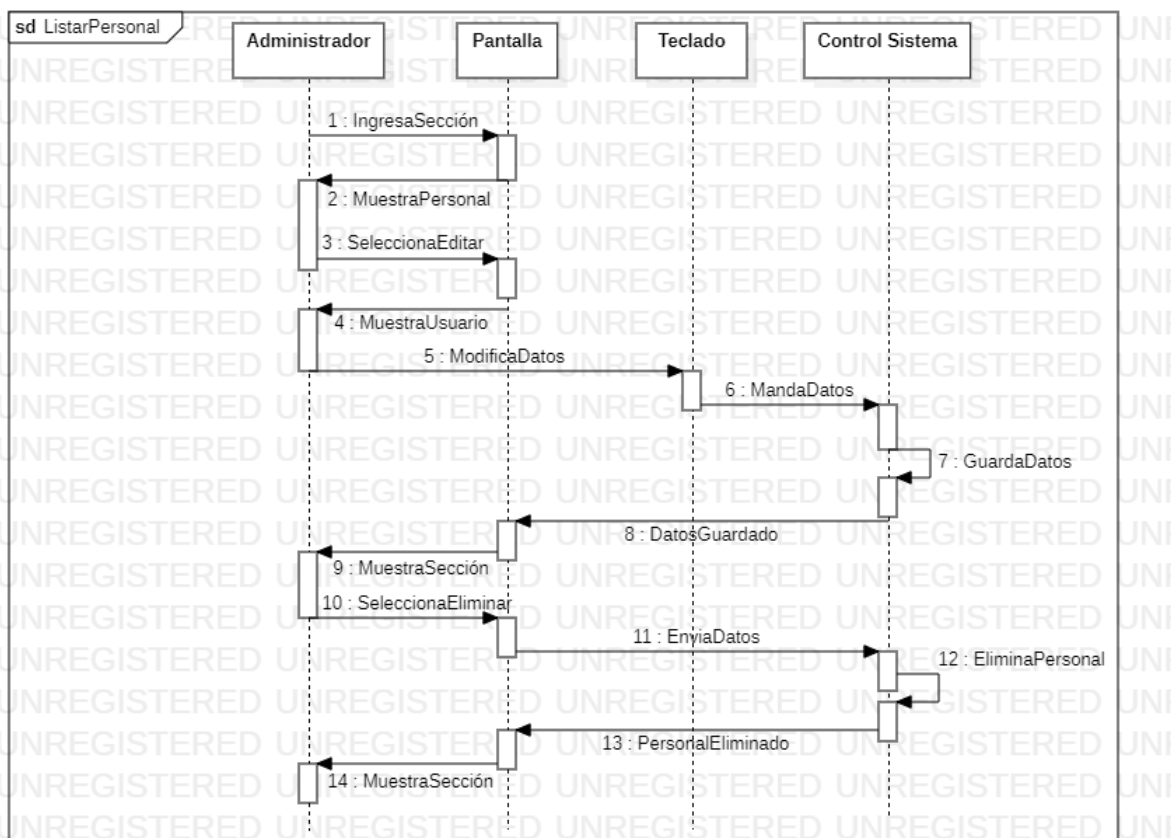 sd ListarPersonal
Administrador
Pantalla
Teclado
Control Sistema
1 : IngresaSección
2 : MuestraPersonal
3 : SeleccionaEditar
4 : MuestraUsuario
5 : ModificaDatos
6 : MandaDatos
7 : GuardaDatos
8 : DatosGuardado
9 : MuestraSección
10 : SeleccionaEliminar
11 : EnviaDatos
12 : EliminaPersonal
13 : PersonalEliminado
14 : MuestraSección
UNREGISTERED